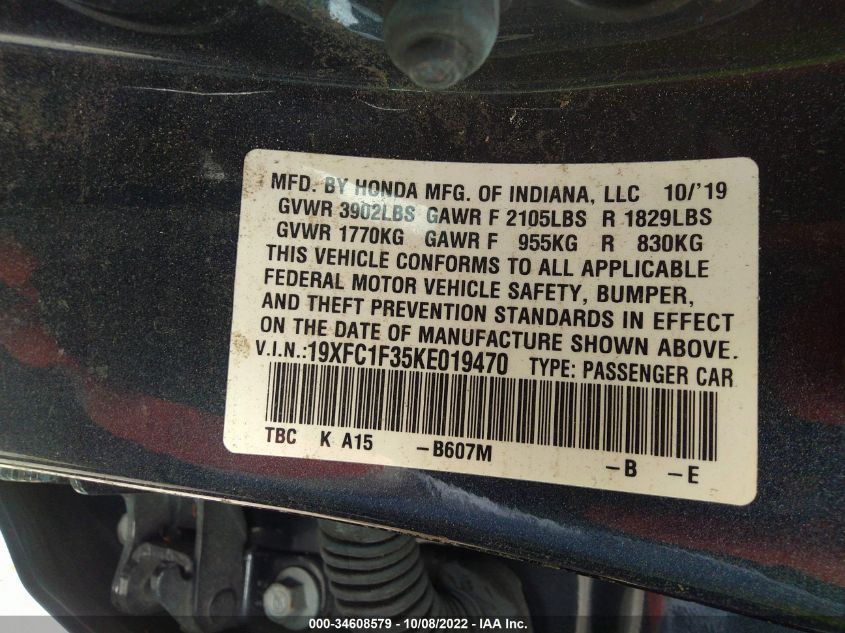 MFD. BY HONDA MFG. OF INDIANA, LLC 10/'19
GVWR 3902LBS GAWR F 2105LBS R 1829LBS
GVWR 1770KG GAWR F 955KG R 830KG
THIS VEHICLE CONFORMS TO ALL APPLICABLE
FEDERAL MOTOR VEHICLE SAFETY, BUMPER,
AND THEFT PREVENTION STANDARDS IN EFFECT
ON THE DATE OF MANUFACTURE SHOWN ABOVE.
V.I.N.:19XFC1F35KE019470 TYPE: PASSENGER CAR
TBC K A15 -B607M -B -E
000-34608579 - 10/08/2022 - IAA Inc.